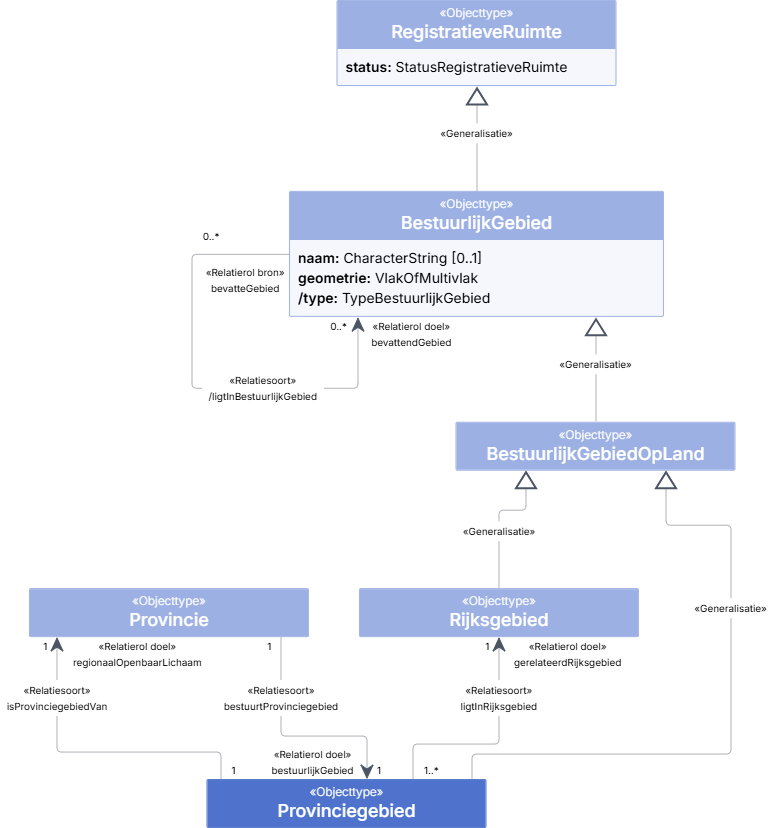 «Objecttype»
RegistratieveRuimte
status: StatusRegistratieveRuimte
«Generalisatie»
«Objecttype»
BestuurlijkGebied
naam: CharacterString [0..1]
geometrie: VlakOfMultivlak
/type: TypeBestuurlijkGebied
0..*
«Relatierol bron»
bevatteGebied
0..*
«Relatierol doel»
bevattendGebied
«Relatiesoort»
/ligtInBestuurlijkGebied
«Generalisatie»
«Objecttype»
BestuurlijkGebiedOpLand
«Generalisatie»
«Generalisatie»
«Objecttype»
Provincie
«Objecttype»
Rijksgebied
1
«Relatierol doel»
regionaalOpenbaarLichaam
1
1
«Relatierol doel»
gerelateerdRijksgebied
«Relatiesoort»
isProvinciegebiedVan
«Relatiesoort»
bestuurtProvinciegebied
«Relatiesoort»
ligtInRijksgebied
1
«Relatierol doel»
bestuurlijkGebied
1
1..*
«Objecttype»
Provinciegebied